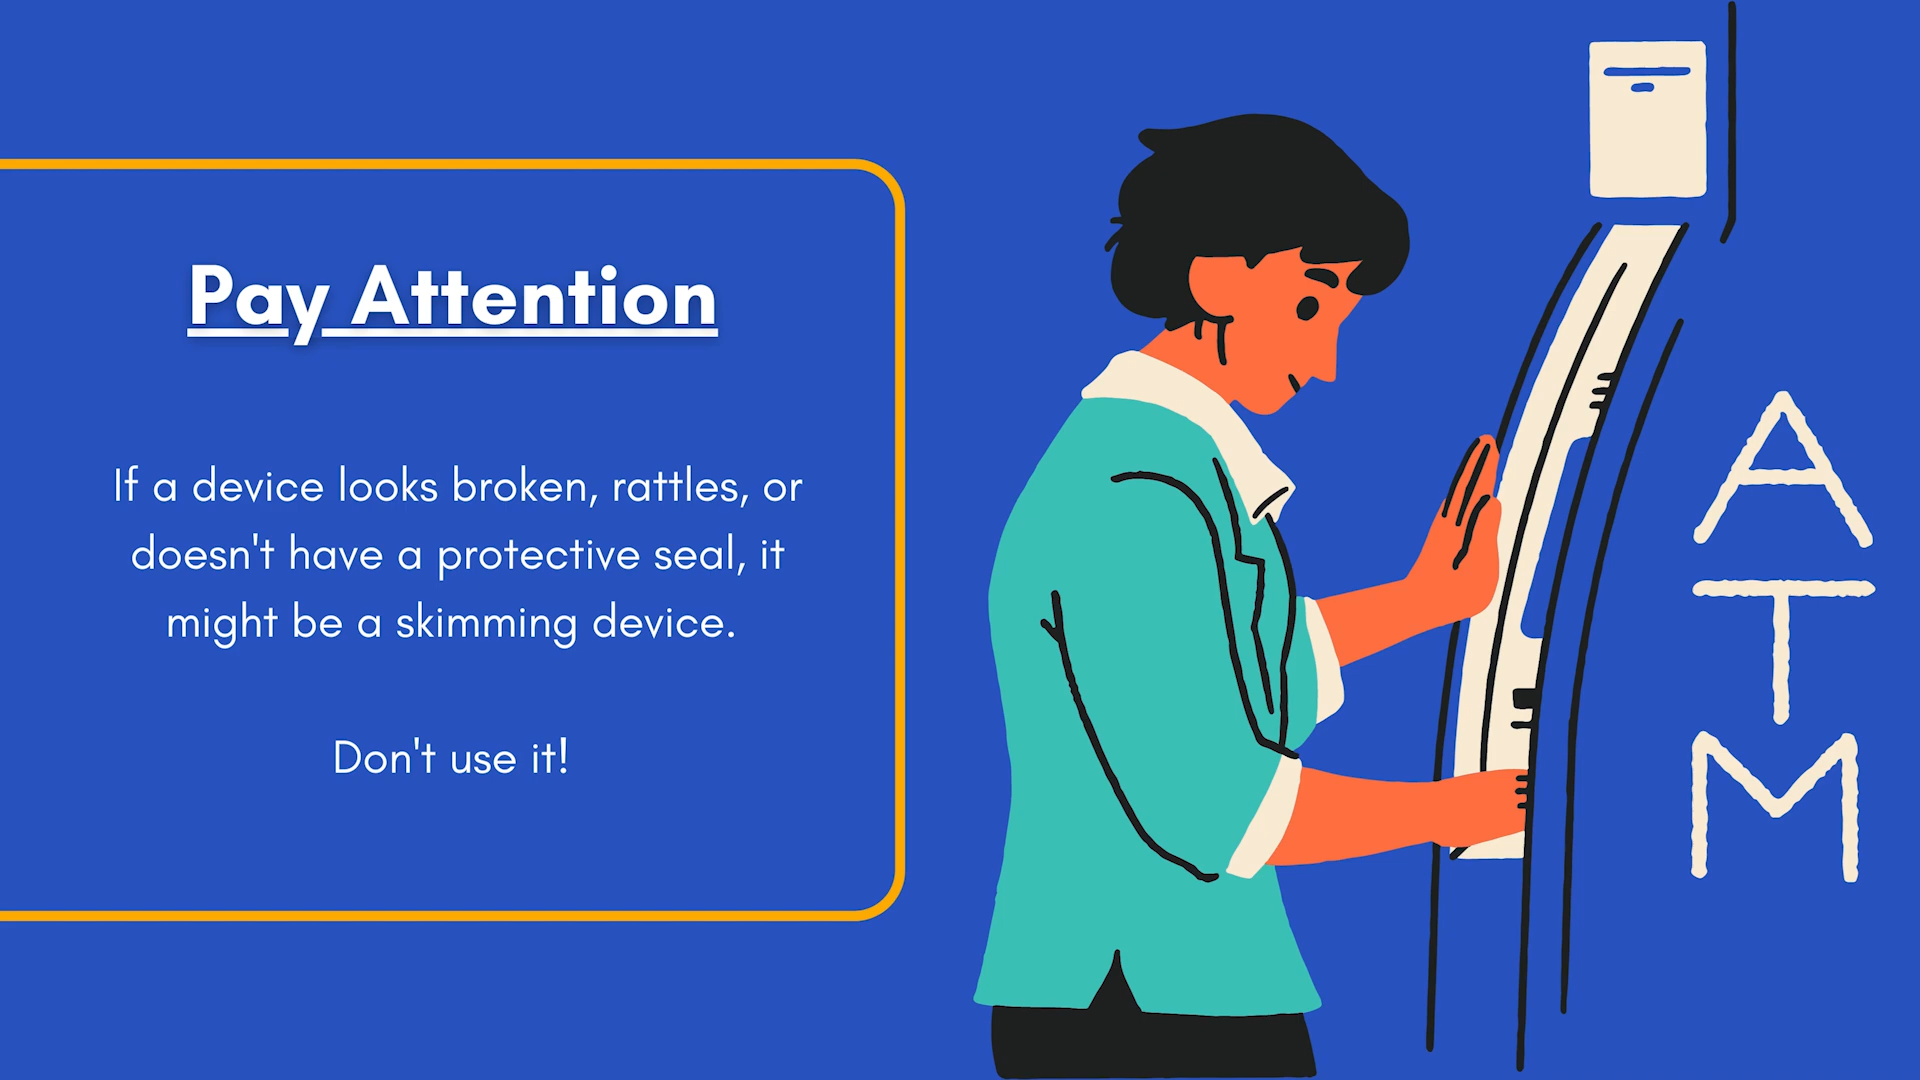 Pay Attention
If a device looks broken, rattles, or
doesn't have a protective seal, it
might be a skimming device.
Don't use it!
A
T
M